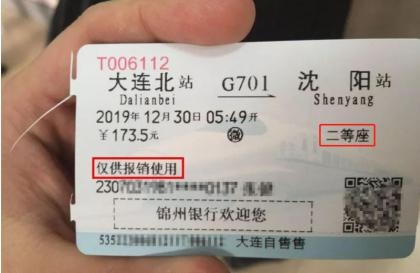 T006112
大连北站 G701 沈阳站
Dalianbei Shenyang
2019年12月30日05:49开
￥173.5元 二等座
仅供报销使用
锦州银行欢迎您
大连自售售